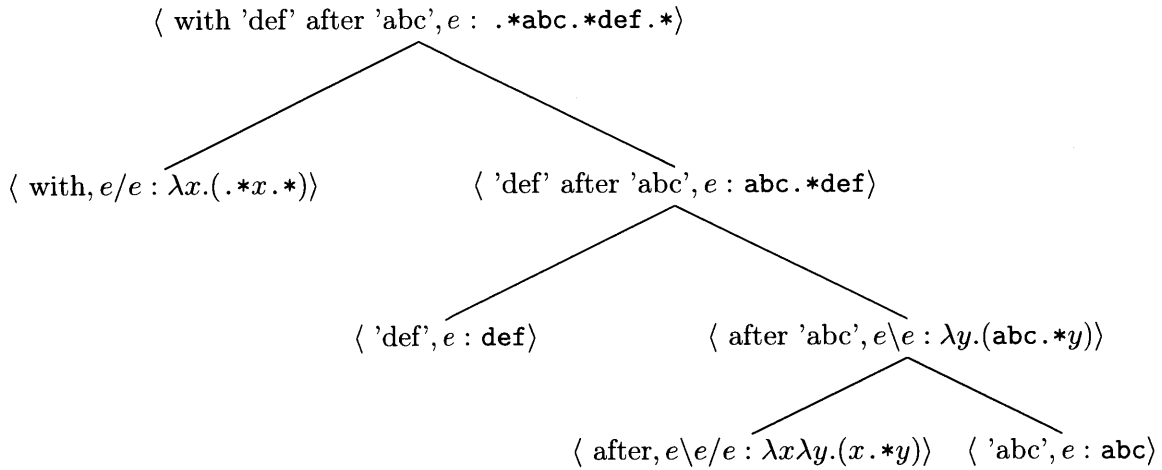 ⟨ with 'def' after 'abc', e : .*abc.*def.*⟩
⟨ with, e/e : λx.(.*x.*)⟩ ⟨ 'def' after 'abc', e : abc.*def⟩
⟨ 'def', e : def⟩ ⟨ after 'abc', e\e : λy.(abc.*y)⟩
⟨ after, e\e/e : λxλy.(x.*y)⟩ ⟨ 'abc', e : abc⟩